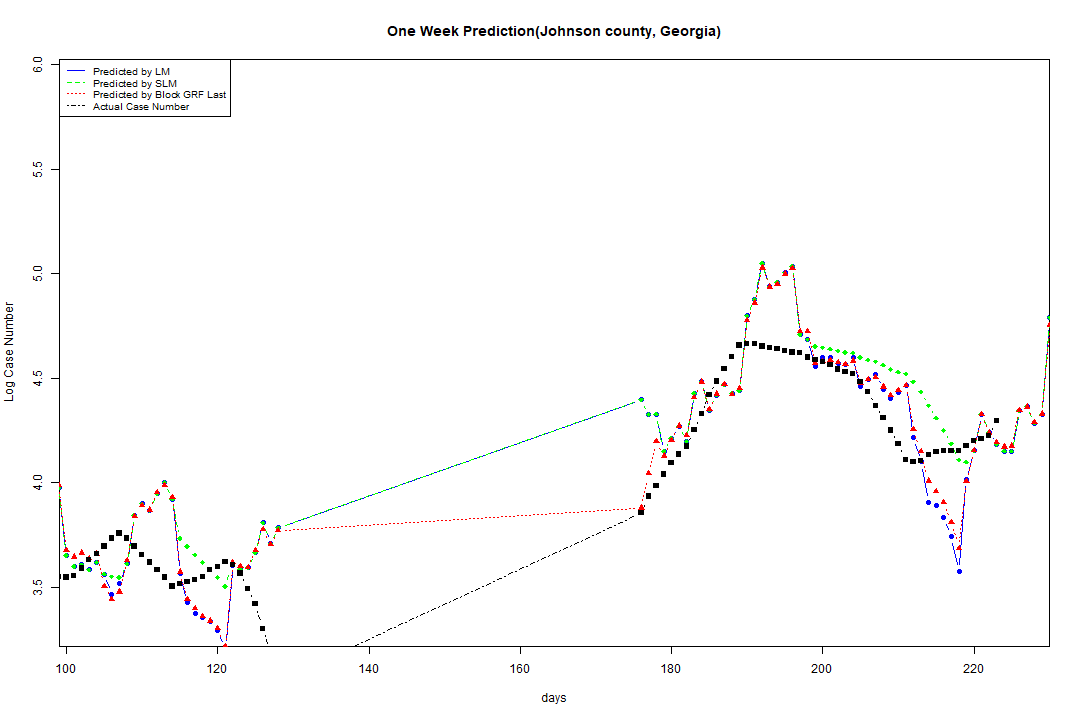 One Week Prediction(Johnson county, Georgia)
Predicted by LM
Predicted by SLM
Predicted by Block GRF Last
Actual Case Number
6.0
5.5
5.0
4.5
4.0
3.5
Log Case Number
100 120 140 160 180 200 220
days